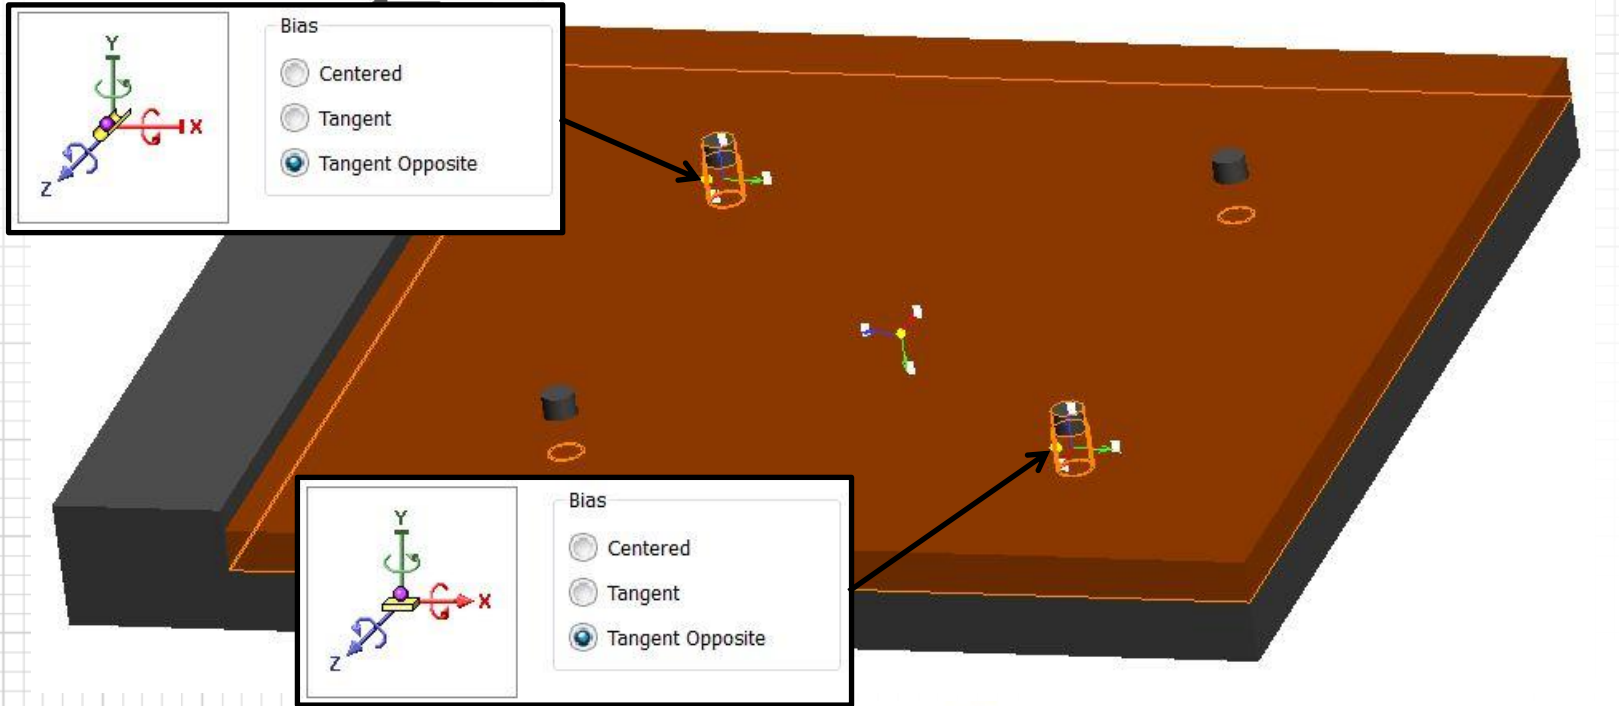 Bias
Y
Centered
Tangent
X
Tangent Opposite
Z
Bias
Y
Centered
Tangent
X
Tangent Opposite
Z